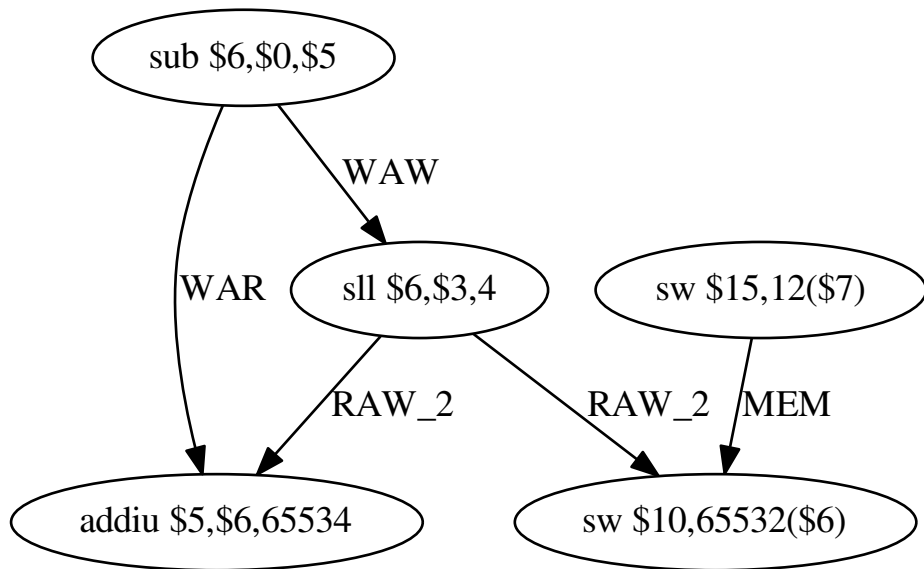 sub $6,$0,$5
WAW
WAR
sll $6,$3,4
sw $15,12($7)
RAW_2
RAW_2
MEM
addiu $5,$6,65534
sw $10,65532($6)